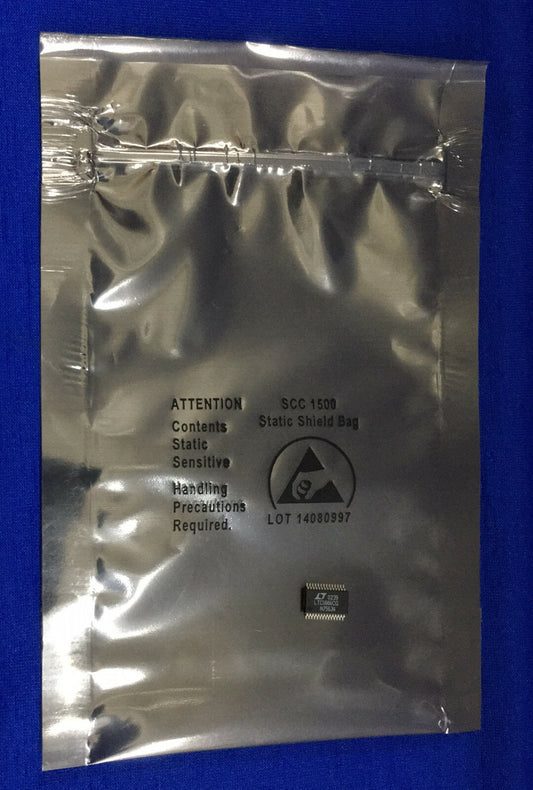 ATTENTION
Contents
Static
Sensitive
Handling
Precautions
Required.
SCC 1500
Static Shield Bag
LOT 14080997